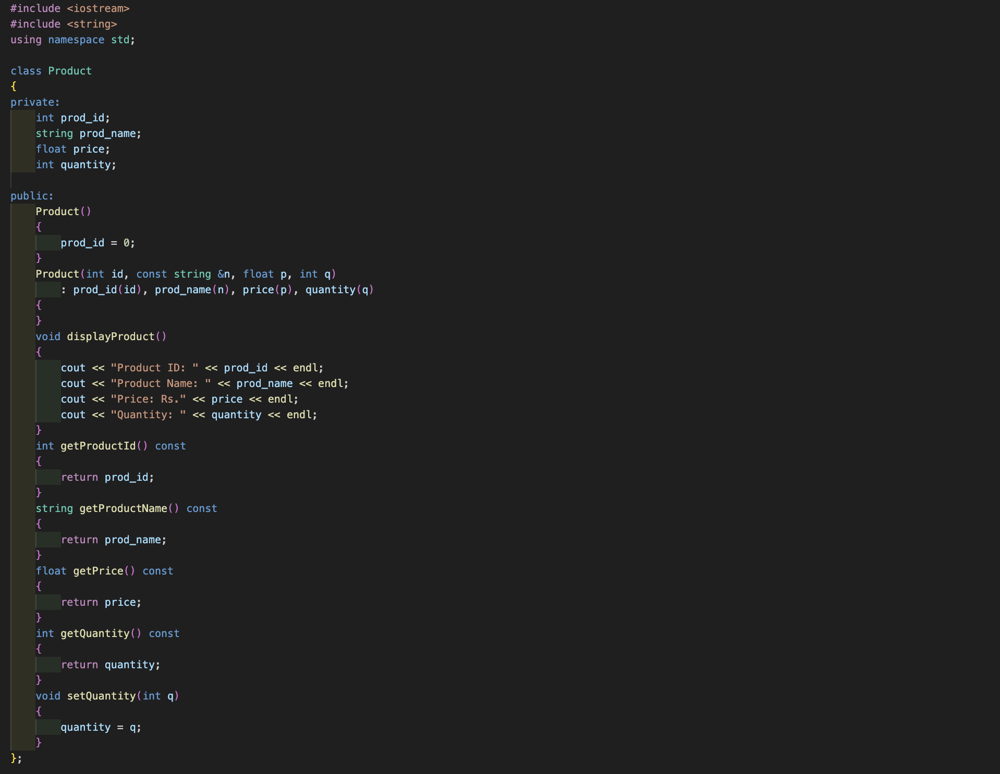 #include <iostream>
#include <string>
using namespace std;

class Product
{
private:
    int prod_id;
    string prod_name;
    float price;
    int quantity;

public:
    Product()
    {
        prod_id = 0;
    }
    Product(int id, const string &n, float p, int q)
        : prod_id(id), prod_name(n), price(p), quantity(q)
    {
    }
    void displayProduct()
    {
        cout << "Product ID: " << prod_id << endl;
        cout << "Product Name: " << prod_name << endl;
        cout << "Price: Rs." << price << endl;
        cout << "Quantity: " << quantity << endl;
    }
    int getProductId() const
    {
        return prod_id;
    }
    string getProductName() const
    {
        return prod_name;
    }
    float getPrice() const
    {
        return price;
    }
    int getQuantity() const
    {
        return quantity;
    }
    void setQuantity(int q)
    {
        quantity = q;
    }
};